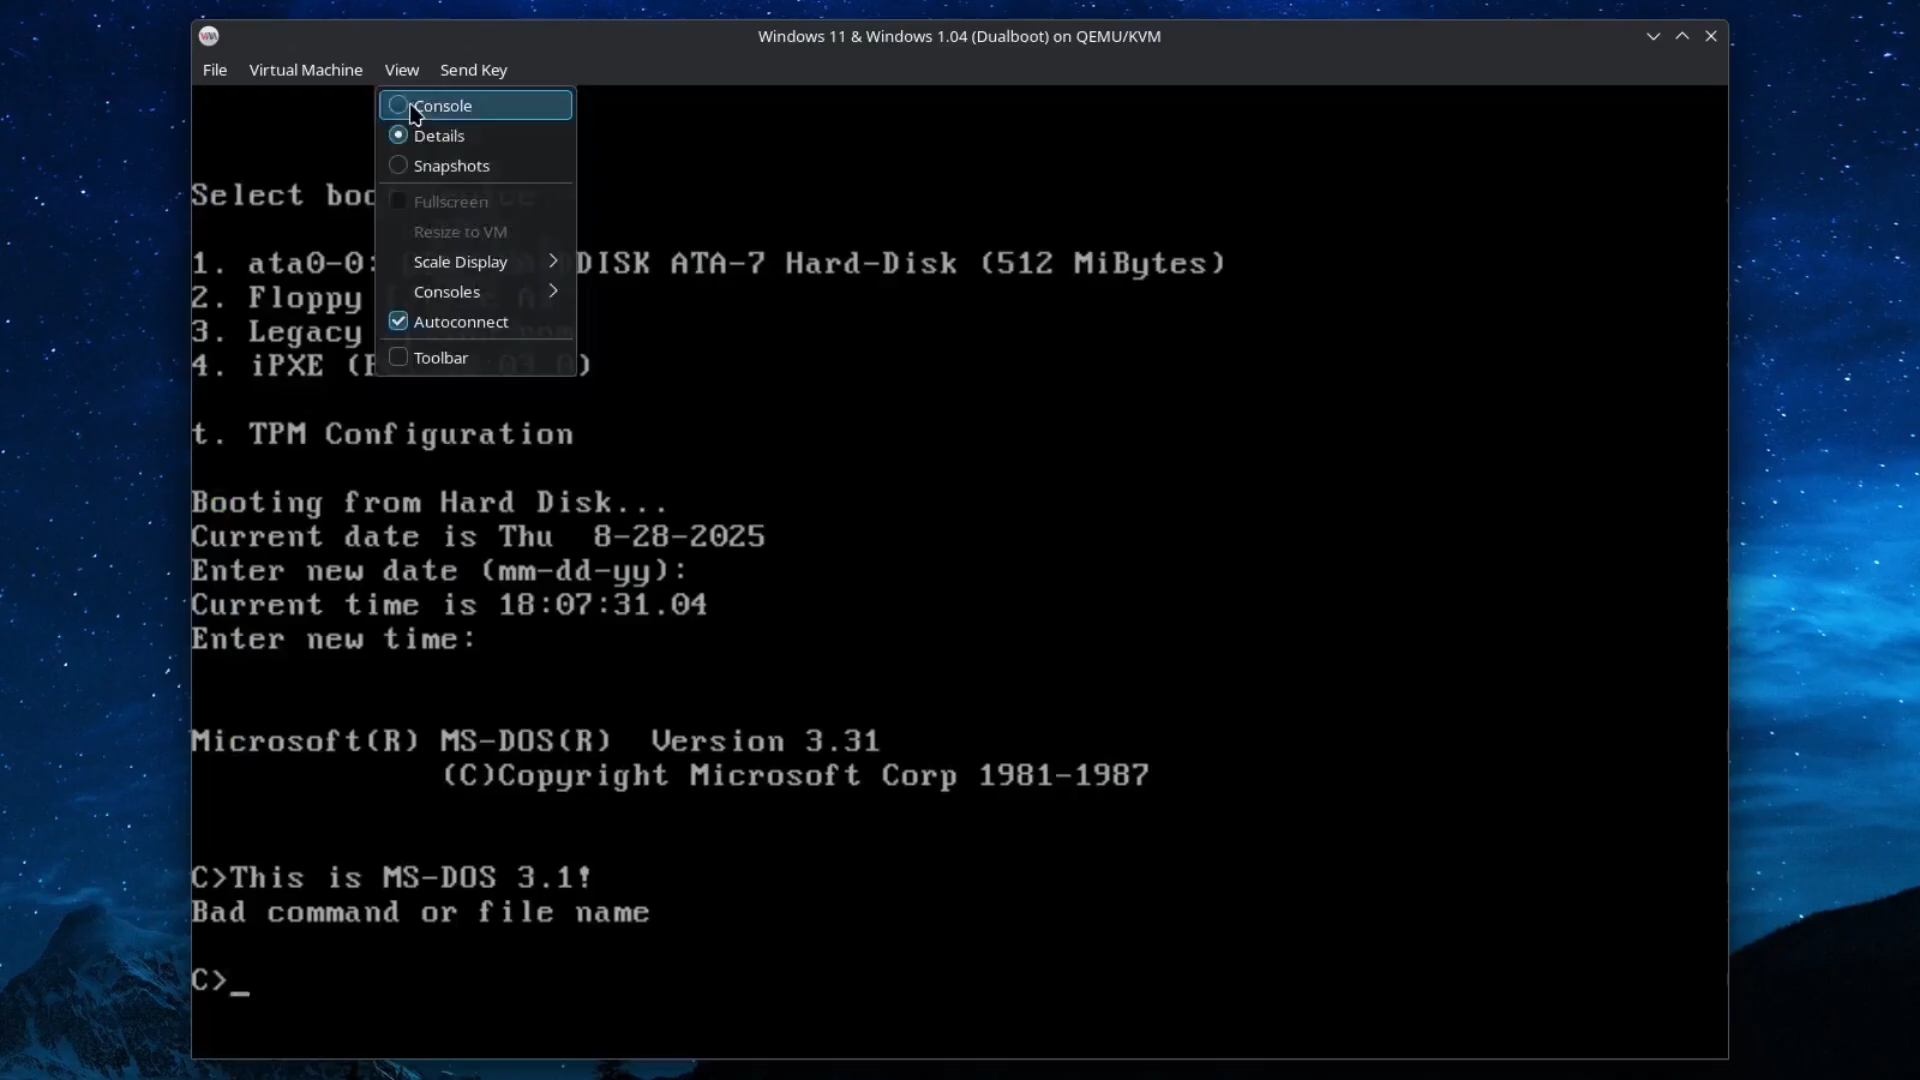 Windows 11 & Windows 1.04 (Dualboot) on QEMU/KVM
File Virtual Machine View Send Key
Console
Details
Snapshots
Fullscreen
Resize to VM
Scale Display
Consoles
Autoconnect
Toolbar
Select
1. ata0-0: DISK ATA-7 Hard-Disk (512 MiBytes)
2. Floppy
3. Legacy
4. iPXE
t. TPM Configuration
Booting from Hard Disk...
Current date is Thu 8-28-2025
Enter new date (mm-dd-yy):
Current time is 18:07:31.04
Enter new time:
Microsoft(R) MS-DOS(R) Version 3.31
(C)Copyright Microsoft Corp 1981-1987
C>This is MS-DOS 3.1!
Bad command or file name
C>_